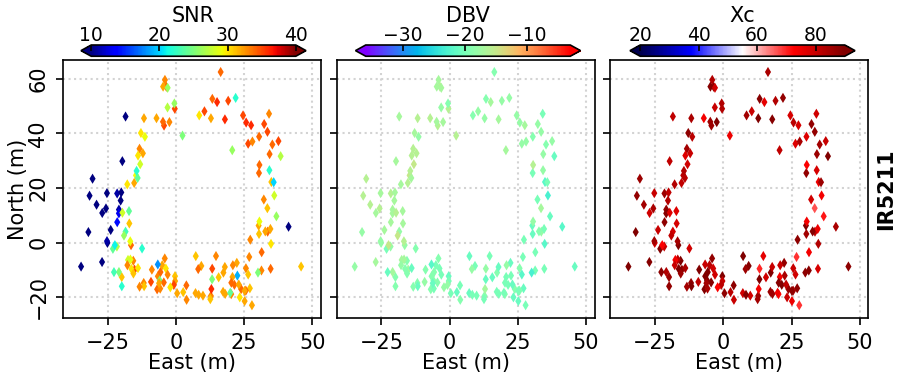 SNR DBV Xc
10 20 30 40 −30 −20 −10 20 40 60 80
60
40
20
0
−20
North (m)
IR5211
−25 0 25 50 −25 0 25 50 −25 0 25 50
East (m) East (m) East (m)